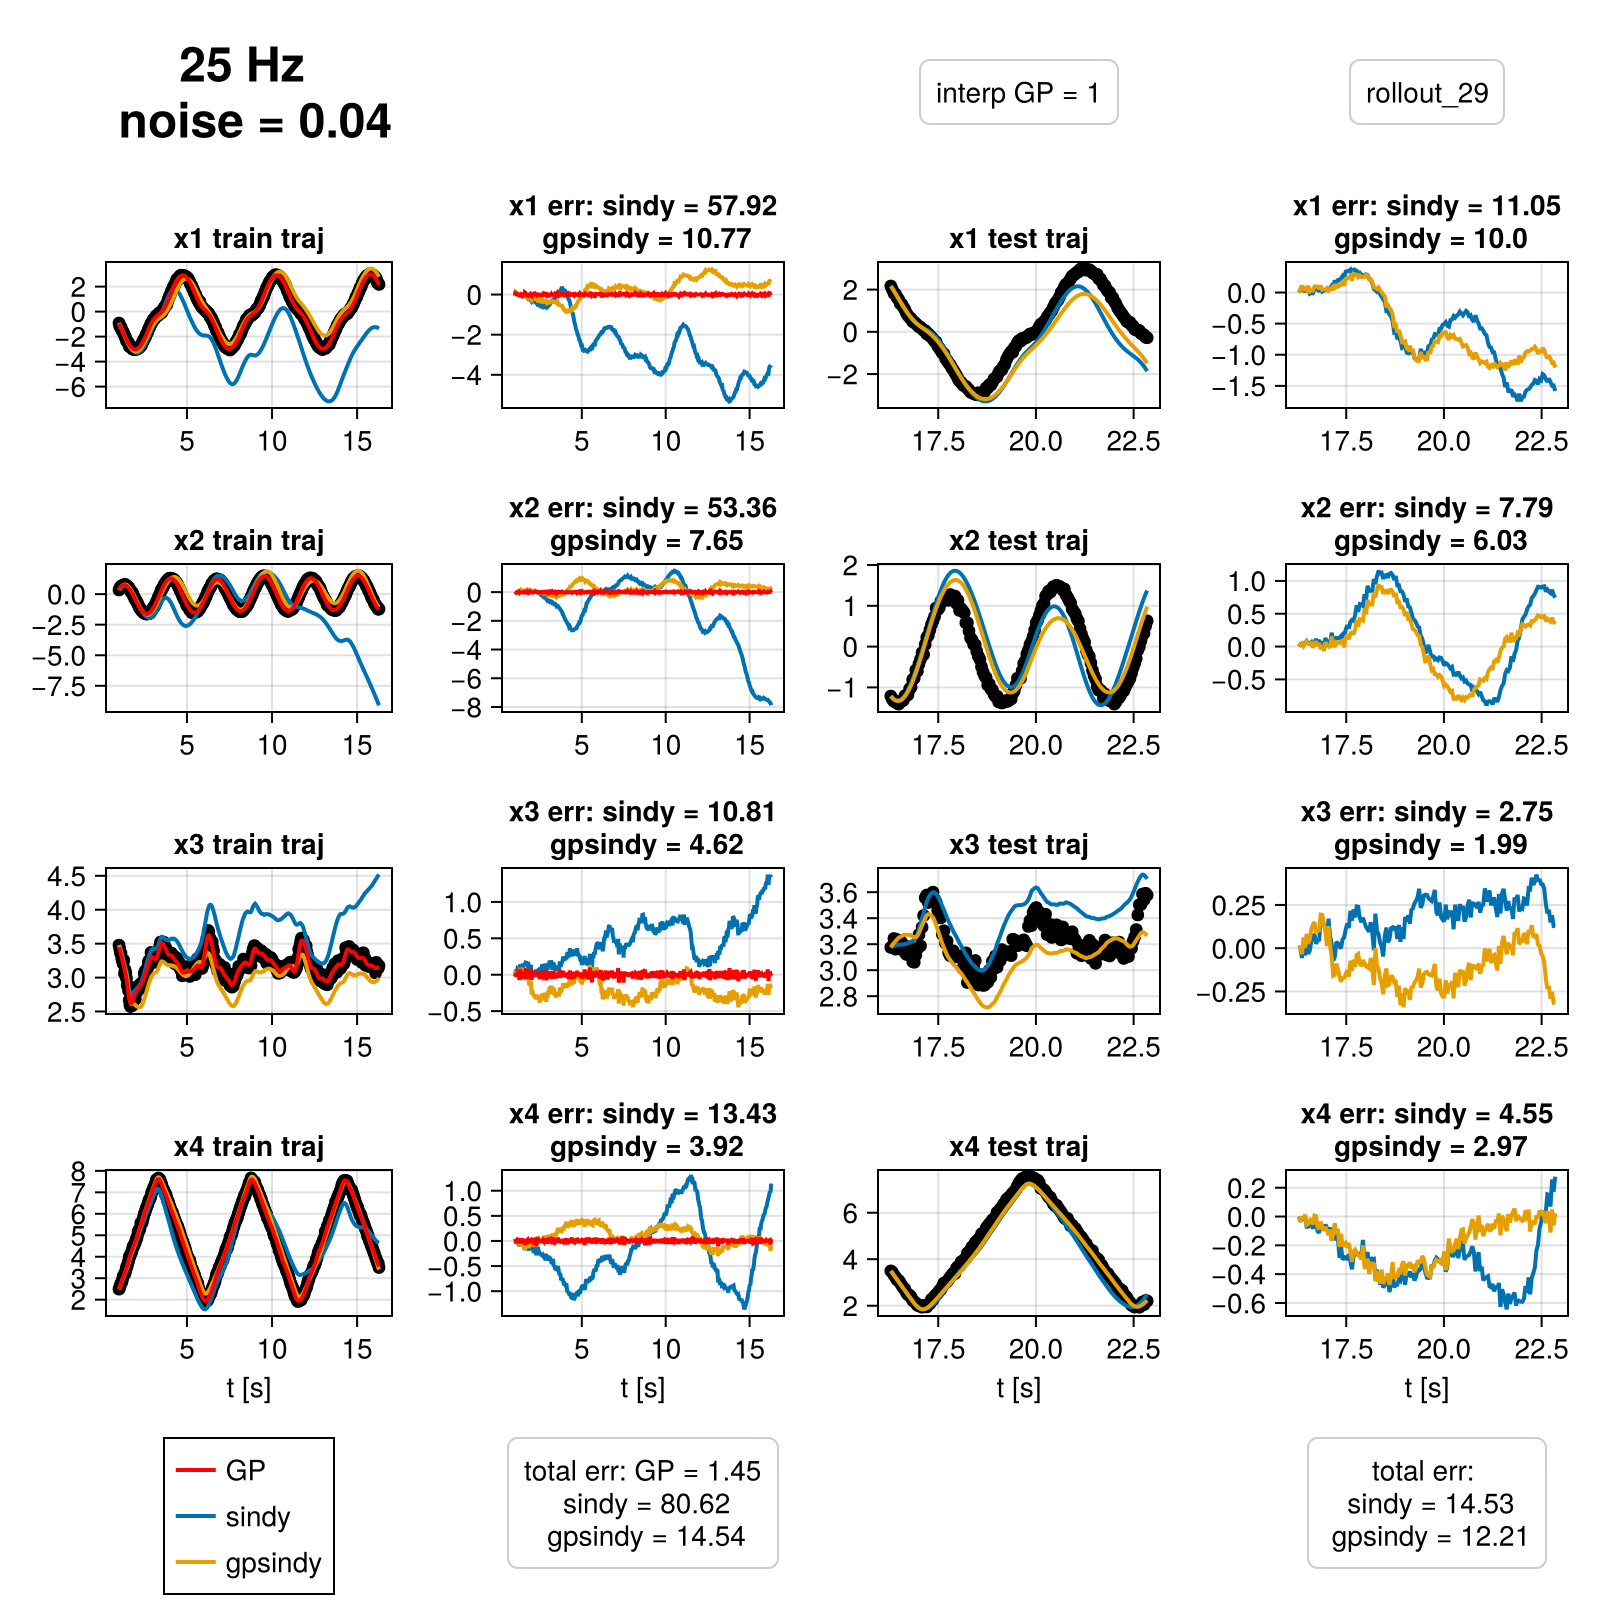 25 Hz
noise = 0.04
interp GP = 1
rollout_29
x1 train traj
2
0
−2
−4
−6
5
10
15
x1 err: sindy = 57.92
gpsindy = 10.77
0
−2
−4
5
10
15
x1 test traj
2
0
−2
17.5
20.0
22.5
x1 err: sindy = 11.05
gpsindy = 10.0
0.0
−0.5
−1.0
−1.5
17.5
20.0
22.5
x2 train traj
0.0
−2.5
−5.0
−7.5
5
10
15
x2 err: sindy = 53.36
gpsindy = 7.65
0
−2
−4
−6
−8
5
10
15
x2 test traj
2
1
0
−1
17.5
20.0
22.5
x2 err: sindy = 7.79
gpsindy = 6.03
1.0
0.5
0.0
−0.5
17.5
20.0
22.5
x3 train traj
4.5
4.0
3.5
3.0
2.5
5
10
15
x3 err: sindy = 10.81
gpsindy = 4.62
1.0
0.5
0.0
−0.5
5
10
15
x3 test traj
3.6
3.4
3.2
3.0
2.8
17.5
20.0
22.5
x3 err: sindy = 2.75
gpsindy = 1.99
0.25
0.00
−0.25
17.5
20.0
22.5
x4 train traj
8
7
6
5
4
3
2
5
10
15
t [s]
x4 err: sindy = 13.43
gpsindy = 3.92
1.0
0.5
0.0
−0.5
−1.0
5
10
15
t [s]
x4 test traj
6
4
2
17.5
20.0
22.5
t [s]
x4 err: sindy = 4.55
gpsindy = 2.97
0.2
0.0
−0.2
−0.4
−0.6
17.5
20.0
22.5
t [s]
GP
sindy
gpsindy
total err: GP = 1.45
sindy = 80.62
gpsindy = 14.54
total err:
sindy = 14.53
gpsindy = 12.21